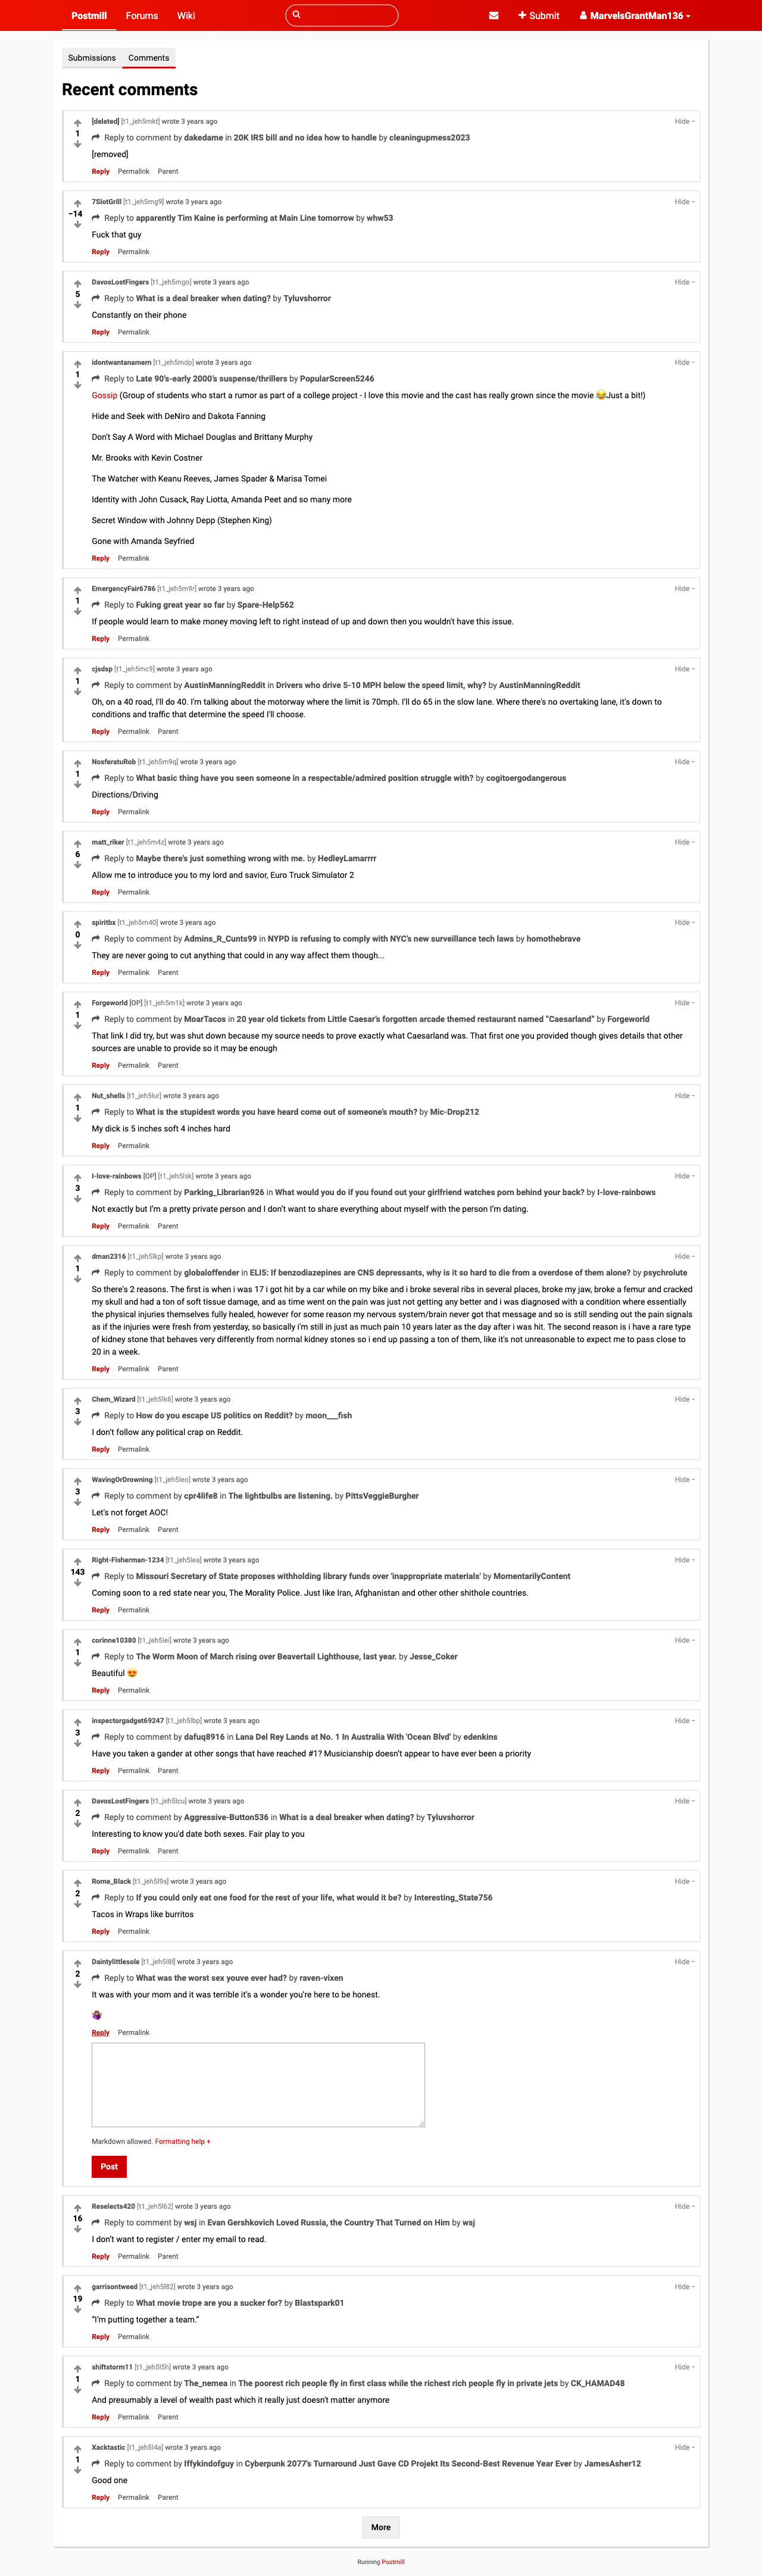 Postmill Forums Wiki Submit MarvelsGrantMan136
Submissions Comments
Recent comments
[deleted] [t1_jeh5mkt] wrote 3 years ago Hide −
1
Reply to comment by dakedame in 20K IRS bill and no idea how to handle by cleaningupmess2023
[removed]
Reply Permalink Parent
7SlotGrill [t1_jeh5mg9] wrote 3 years ago Hide −
−14
Reply to apparently Tim Kaine is performing at Main Line tomorrow by whw53
Fuck that guy
Reply Permalink
DavosLostFingers [t1_jeh5mgo] wrote 3 years ago Hide −
5
Reply to What is a deal breaker when dating? by Tyluvshorror
Constantly on their phone
Reply Permalink
idontwantanamern [t1_jeh5mdp] wrote 3 years ago Hide −
1
Reply to Late 90's-early 2000's suspense/thrillers by PopularScreen5246
Gossip (Group of students who start a rumor as part of a college project - I love this movie and the cast has really grown since the movie 😂Just a bit!)
Hide and Seek with DeNiro and Dakota Fanning
Don't Say A Word with Michael Douglas and Brittany Murphy
Mr. Brooks with Kevin Costner
The Watcher with Keanu Reeves, James Spader & Marisa Tomei
Identity with John Cusack, Ray Liotta, Amanda Peet and so many more
Secret Window with Johnny Depp (Stephen King)
Gone with Amanda Seyfried
Reply Permalink
EmergencyFair6786 [t1_jeh5m9r] wrote 3 years ago Hide −
1
Reply to Fuking great year so far by Spare-Help562
If people would learn to make money moving left to right instead of up and down then you wouldn't have this issue.
Reply Permalink
cjsdsp [t1_jeh5mc9] wrote 3 years ago Hide −
1
Reply to comment by AustinManningReddit in Drivers who drive 5-10 MPH below the speed limit, why? by AustinManningReddit
Oh, on a 40 road, I'll do 40. I'm talking about the motorway where the limit is 70mph. I'll do 65 in the slow lane. Where there's no overtaking lane, it's down to
conditions and traffic that determine the speed I'll choose.
Reply Permalink Parent
NosferatuRob [t1_jeh5m9q] wrote 3 years ago Hide −
1
Reply to What basic thing have you seen someone in a respectable/admired position struggle with? by cogitoergodangerous
Directions/Driving
Reply Permalink
matt_riker [t1_jeh5m4z] wrote 3 years ago Hide −
6
Reply to Maybe there's just something wrong with me. by HedleyLamarrrr
Allow me to introduce you to my lord and savior, Euro Truck Simulator 2
Reply Permalink
spiritbx [t1_jeh5m40] wrote 3 years ago Hide −
0
Reply to comment by Admins_R_Cunts99 in NYPD is refusing to comply with NYC's new surveillance tech laws by homothebrave
They are never going to cut anything that could in any way affect them though...
Reply Permalink Parent
Forgeworld [OP] [t1_jeh5m1k] wrote 3 years ago Hide −
1
Reply to comment by MoarTacos in 20 year old tickets from Little Caesar's forgotten arcade themed restaurant named “Caesarland” by Forgeworld
That link I did try, but was shut down because my source needs to prove exactly what Caesarland was. That first one you provided though gives details that other
sources are unable to provide so it may be enough
Reply Permalink Parent
Nut_shells [t1_jeh5lur] wrote 3 years ago Hide −
1
Reply to What is the stupidest words you have heard come out of someone's mouth? by Mic-Drop212
My dick is 5 inches soft 4 inches hard
Reply Permalink
I-love-rainbows [OP] [t1_jeh5lsk] wrote 3 years ago Hide −
3
Reply to comment by Parking_Librarian926 in What would you do if you found out your girlfriend watches porn behind your back? by I-love-rainbows
Not exactly but I'm a pretty private person and I don't want to share everything about myself with the person I'm dating.
Reply Permalink Parent
dman2316 [t1_jeh5lkp] wrote 3 years ago Hide −
1
Reply to comment by globaloffender in ELI5: If benzodiazepines are CNS depressants, why is it so hard to die from a overdose of them alone? by psychrolute
So there's 2 reasons. The first is when i was 17 i got hit by a car while on my bike and i broke several ribs in several places, broke my jaw, broke a femur and cracked
my skull and had a ton of soft tissue damage, and as time went on the pain was just not getting any better and i was diagnosed with a condition where essentially
the physical injuries themselves fully healed, however for some reason my nervous system/brain never got that message and so is still sending out the pain signals
as if the injuries were fresh from yesterday, so basically i'm still in just as much pain 10 years later as the day after i was hit. The second reason is i have a rare type
of kidney stone that behaves very differently from normal kidney stones so i end up passing a ton of them, like it's not unreasonable to expect me to pass close to
20 in a week.
Reply Permalink Parent
Chem_Wizard [t1_jeh5lk6] wrote 3 years ago Hide −
3
Reply to How do you escape US politics on Reddit? by moon___fish
I don't follow any political crap on Reddit.
Reply Permalink
WavingOrDrowning [t1_jeh5leo] wrote 3 years ago Hide −
3
Reply to comment by cpr4life8 in The lightbulbs are listening. by PittsVeggieBurgher
Let's not forget AOC!
Reply Permalink Parent
Right-Fisherman-1234 [t1_jeh5lea] wrote 3 years ago Hide −
143
Reply to Missouri Secretary of State proposes withholding library funds over 'inappropriate materials' by MomentarilyContent
Coming soon to a red state near you, The Morality Police. Just like Iran, Afghanistan and other other shithole countries.
Reply Permalink
corinne10380 [t1_jeh5lei] wrote 3 years ago Hide −
1
Reply to The Worm Moon of March rising over Beavertail Lighthouse, last year. by Jesse_Coker
Beautiful 😍
Reply Permalink
inspectorgadget69247 [t1_jeh5lbp] wrote 3 years ago Hide −
3
Reply to comment by dafuq8916 in Lana Del Rey Lands at No. 1 In Australia With 'Ocean Blvd' by edenkins
Have you taken a gander at other songs that have reached #1? Musicianship doesn't appear to have ever been a priority
Reply Permalink Parent
DavosLostFingers [t1_jeh5lcu] wrote 3 years ago Hide −
2
Reply to comment by Aggressive-Button536 in What is a deal breaker when dating? by Tyluvshorror
Interesting to know you'd date both sexes. Fair play to you
Reply Permalink Parent
Rome_Black [t1_jeh5l9s] wrote 3 years ago Hide −
2
Reply to If you could only eat one food for the rest of your life, what would it be? by Interesting_State756
Tacos in Wraps like burritos
Reply Permalink
Daintylittlesole [t1_jeh5l8l] wrote 3 years ago Hide −
2
Reply to What was the worst sex youve ever had? by raven-vixen
It was with your mom and it was terrible it's a wonder you're here to be honest.
Reply Permalink
Markdown allowed. Formatting help +
Post
Reselects420 [t1_jeh5l62] wrote 3 years ago Hide −
16
Reply to comment by wsj in Evan Gershkovich Loved Russia, the Country That Turned on Him by wsj
I don't want to register / enter my email to read.
Reply Permalink Parent
garrisontweed [t1_jeh5l82] wrote 3 years ago Hide −
19
Reply to What movie trope are you a sucker for? by Blastspark01
“I'm putting together a team.”
Reply Permalink
shiftstorm11 [t1_jeh5l5h] wrote 3 years ago Hide −
1
Reply to comment by The_nemea in The poorest rich people fly in first class while the richest rich people fly in private jets by CK_HAMAD48
And presumably a level of wealth past which it really just doesn't matter anymore
Reply Permalink Parent
Xacktastic [t1_jeh5l4a] wrote 3 years ago Hide −
1
Reply to comment by Iffykindofguy in Cyberpunk 2077's Turnaround Just Gave CD Projekt Its Second-Best Revenue Year Ever by JamesAsher12
Good one
Reply Permalink Parent
More
Running Postmill